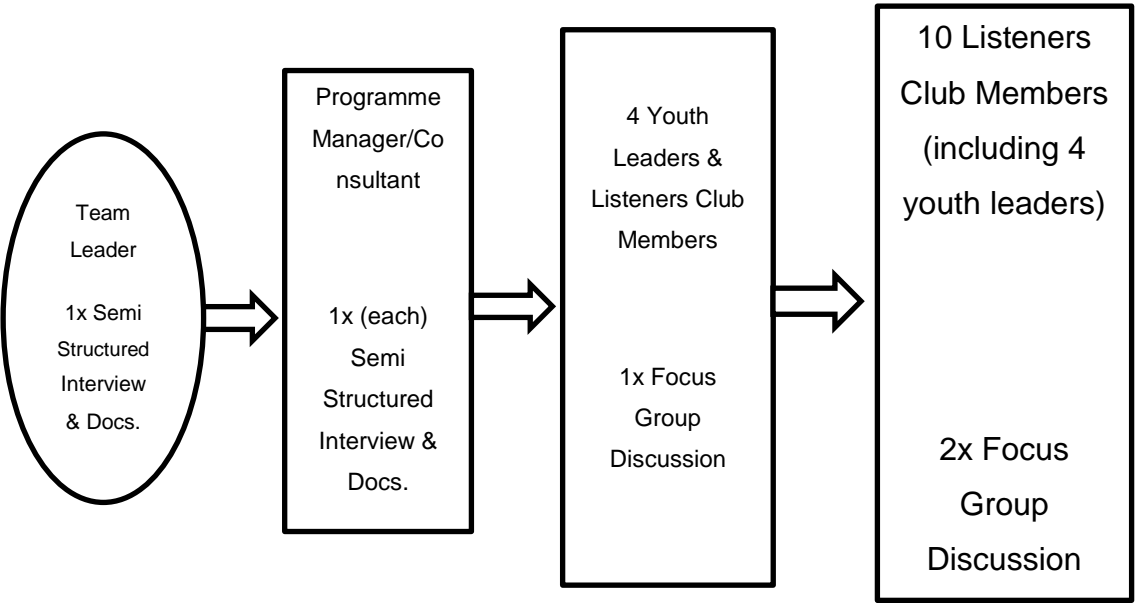 Team
Leader
1x Semi
Structured
Interview
& Docs.
Programme
Manager/Co
nsultant
1x (each)
Semi
Structured
Interview &
Docs.
4 Youth
Leaders &
Listeners Club
Members
1x Focus
Group
Discussion
10 Listeners
Club Members
(including 4
youth leaders)
2x Focus
Group
Discussion